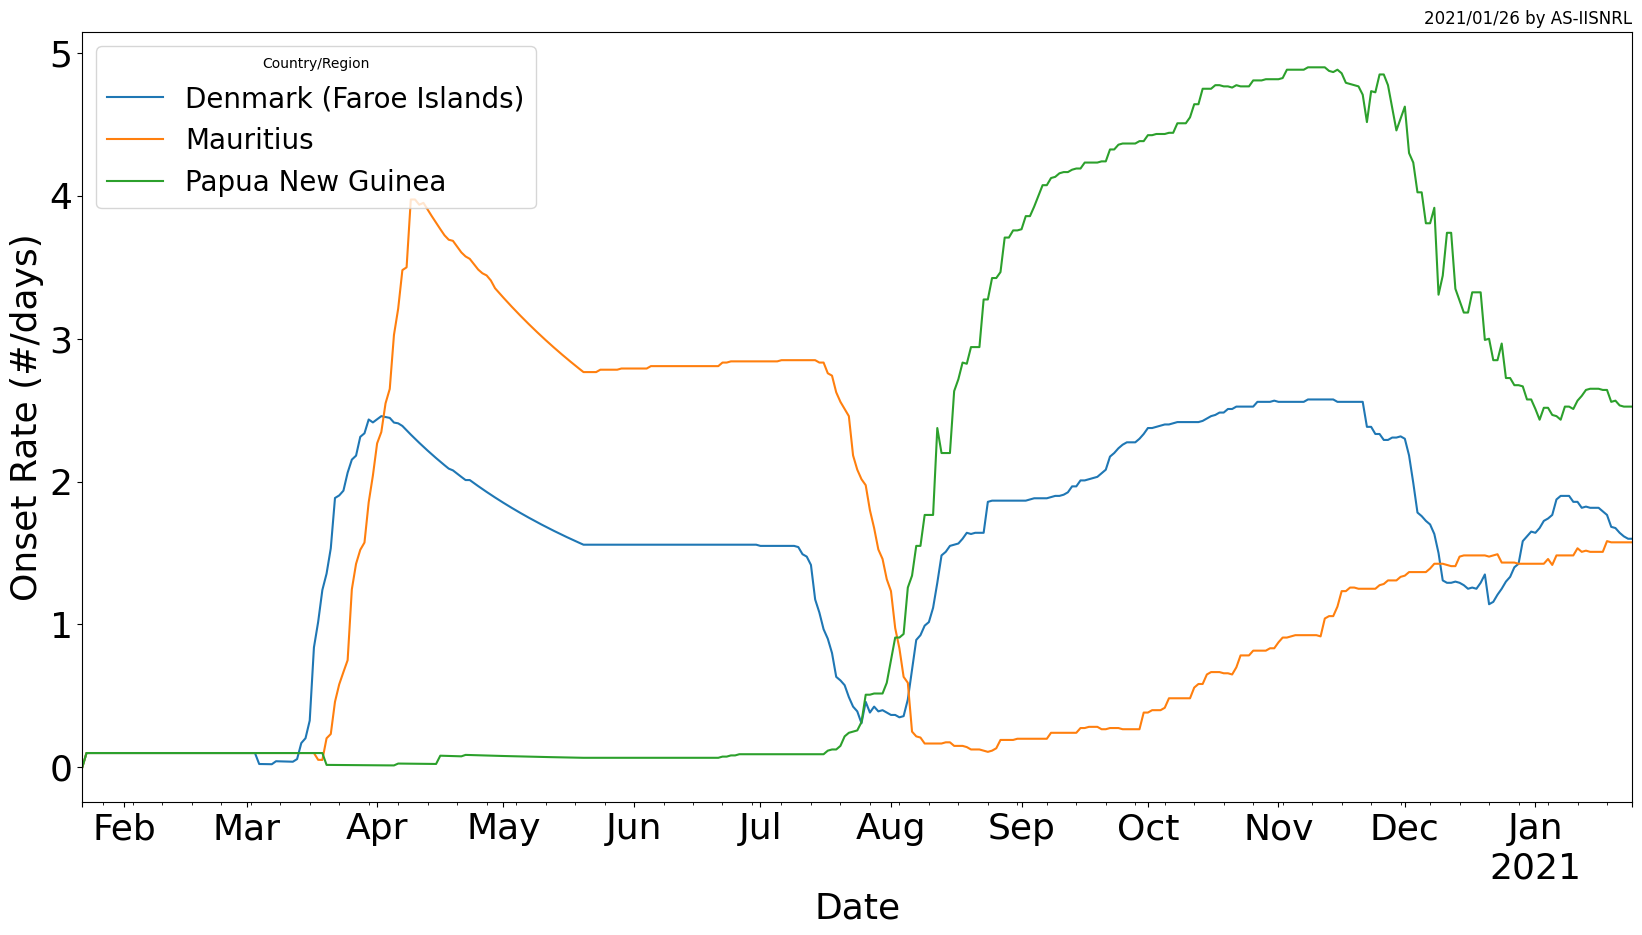 2021/01/26 by AS-IISNRL
Country/Region
Denmark (Faroe Islands)
Mauritius
Papua New Guinea
Onset Rate (#/days)
5
4
3
2
1
0
Feb Mar Apr May Jun Jul Aug Sep Oct Nov Dec Jan
2021
Date